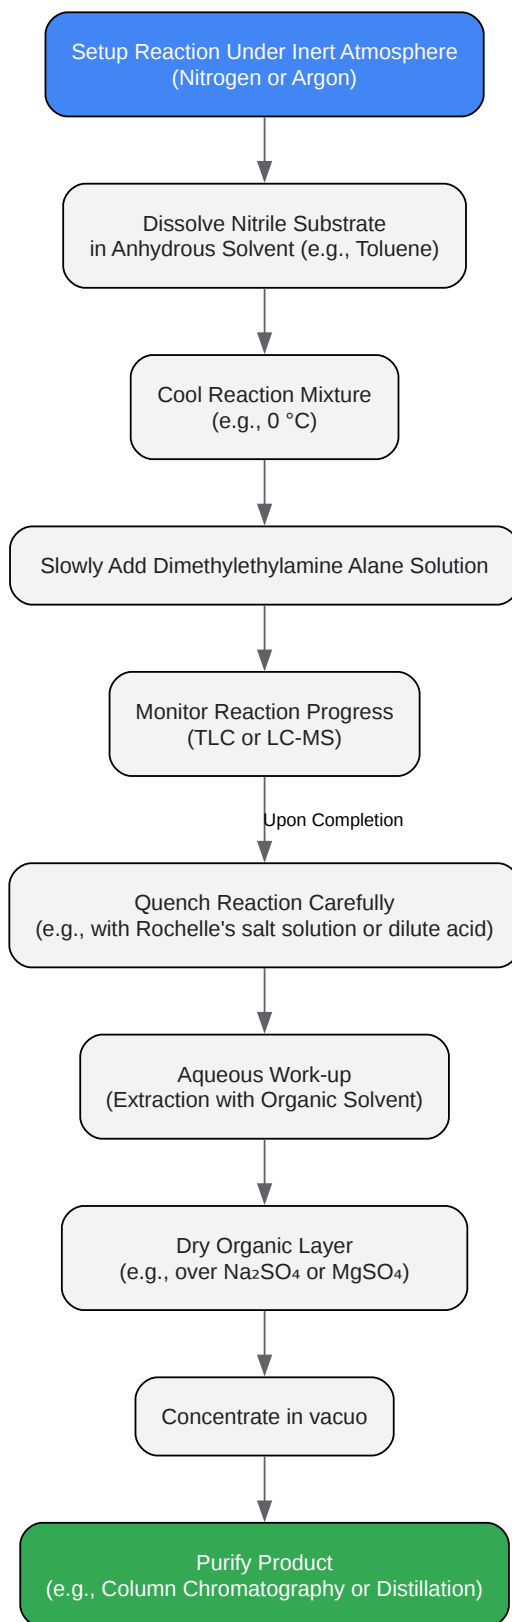 Setup Reaction Under Inert Atmosphere
(Nitrogen or Argon)
Dissolve Nitrile Substrate
in Anhydrous Solvent (e.g., Toluene)
Cool Reaction Mixture
(e.g., 0 °C)
Slowly Add Dimethylethylamine Alane Solution
Monitor Reaction Progress
(TLC or LC-MS)
Upon Completion
Quench Reaction Carefully
(e.g., with Rochelle's salt solution or dilute acid)
Aqueous Work-up
(Extraction with Organic Solvent)
Dry Organic Layer
(e.g., over Na₂SO₄ or MgSO₄)
Concentrate in vacuo
Purify Product
(e.g., Column Chromatography or Distillation)